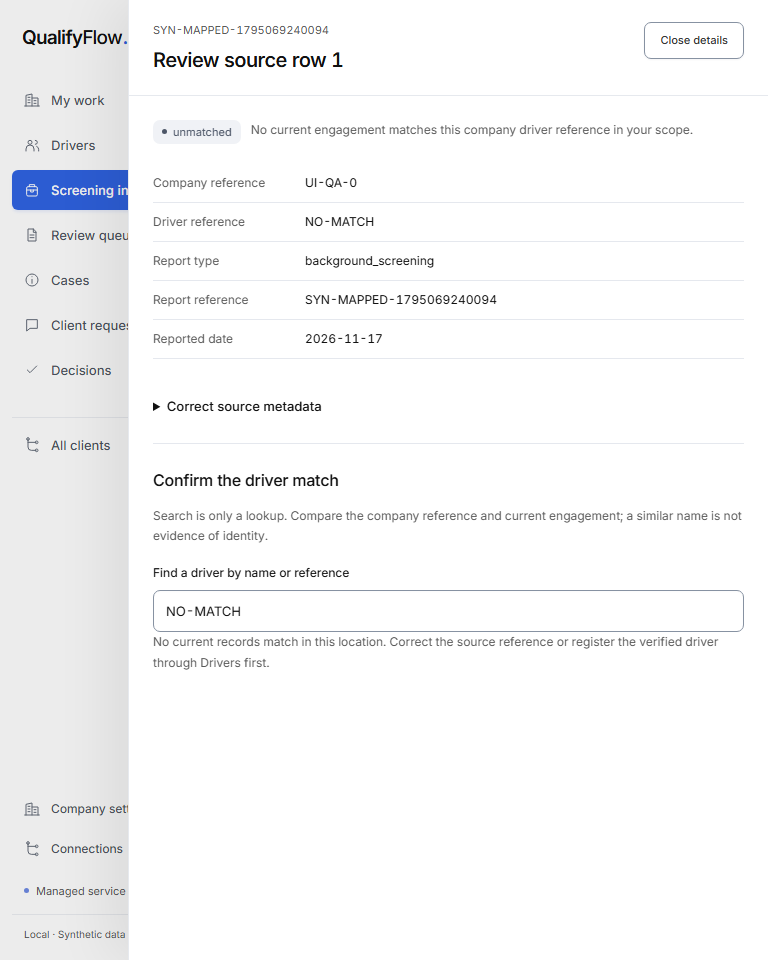 QualifyFlow.
My work
Drivers
Screening in
Review queu
Cases
Client reques
Decisions
All clients
Company sett
Connections
Managed service
Local · Synthetic data
SYN-MAPPED-1795069240094
Review source row 1
Close details
unmatched No current engagement matches this company driver reference in your scope.
Company reference UI-QA-0
Driver reference NO-MATCH
Report type background_screening
Report reference SYN-MAPPED-1795069240094
Reported date 2026-11-17
Correct source metadata
Confirm the driver match
Search is only a lookup. Compare the company reference and current engagement; a similar name is not
evidence of identity.
Find a driver by name or reference
NO-MATCH
No current records match in this location. Correct the source reference or register the verified driver
through Drivers first.